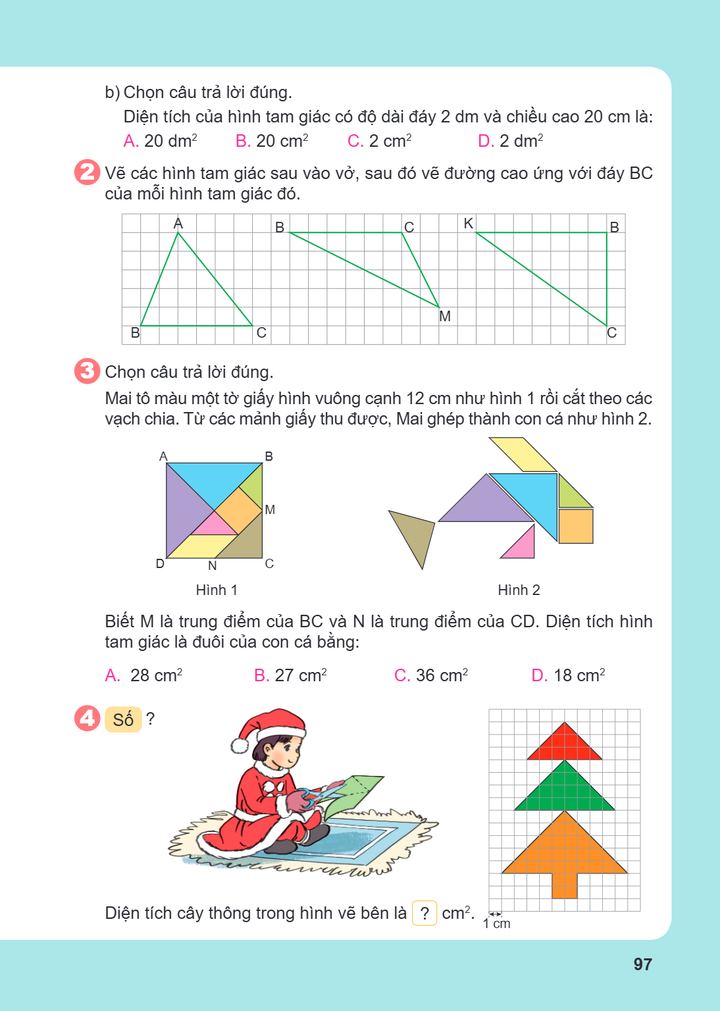 b) Chọn câu trả lời đúng.
Diện tích của hình tam giác có độ dài đáy 2 dm và chiều cao 20 cm là:
A. 20 dm² B. 20 cm² C. 2 cm² D. 2 dm²
2 Vẽ các hình tam giác sau vào vở, sau đó vẽ đường cao ứng với đáy BC
của mỗi hình tam giác đó.
A B C K B
M
B C C
3 Chọn câu trả lời đúng.
Mai tô màu một tờ giấy hình vuông cạnh 12 cm như hình 1 rồi cắt theo các
vạch chia. Từ các mảnh giấy thu được, Mai ghép thành con cá như hình 2.
A B
M
D N C
Hình 1 Hình 2
Biết M là trung điểm của BC và N là trung điểm của CD. Diện tích hình
tam giác là đuôi của con cá bằng:
A. 28 cm² B. 27 cm² C. 36 cm² D. 18 cm²
4 Số ?
Diện tích cây thông trong hình vẽ bên là ? cm².
1 cm
97